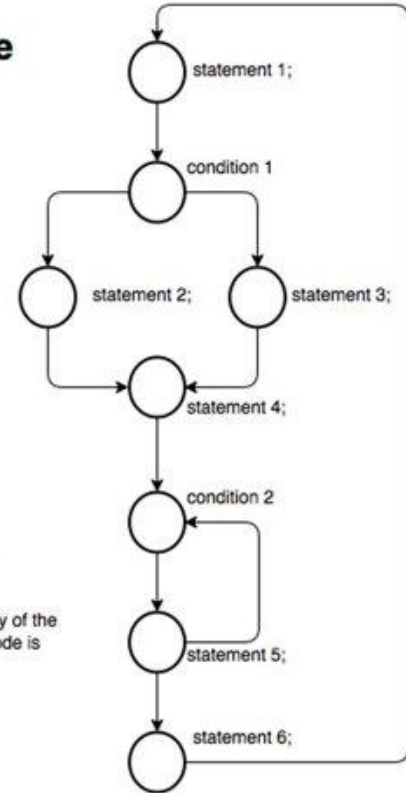 e
statement 1;
condition 1
statement 2;
statement 3;
statement 4;
condition 2
y of the
ode is
statement 5;
statement 6;